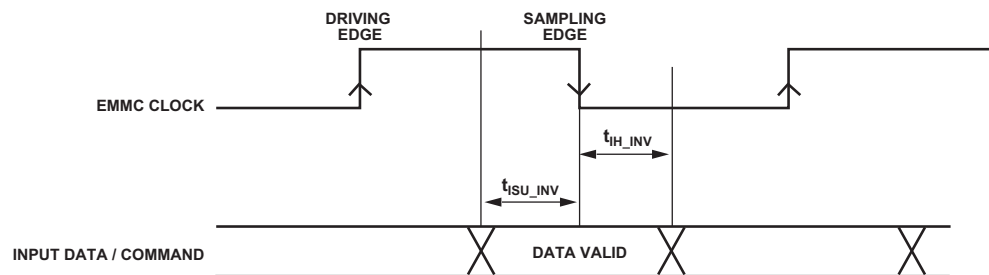 DRIVING
EDGE
SAMPLING
EDGE
EMMC CLOCK
tIH_INV
tISU_INV
INPUT DATA / COMMAND
DATA VALID